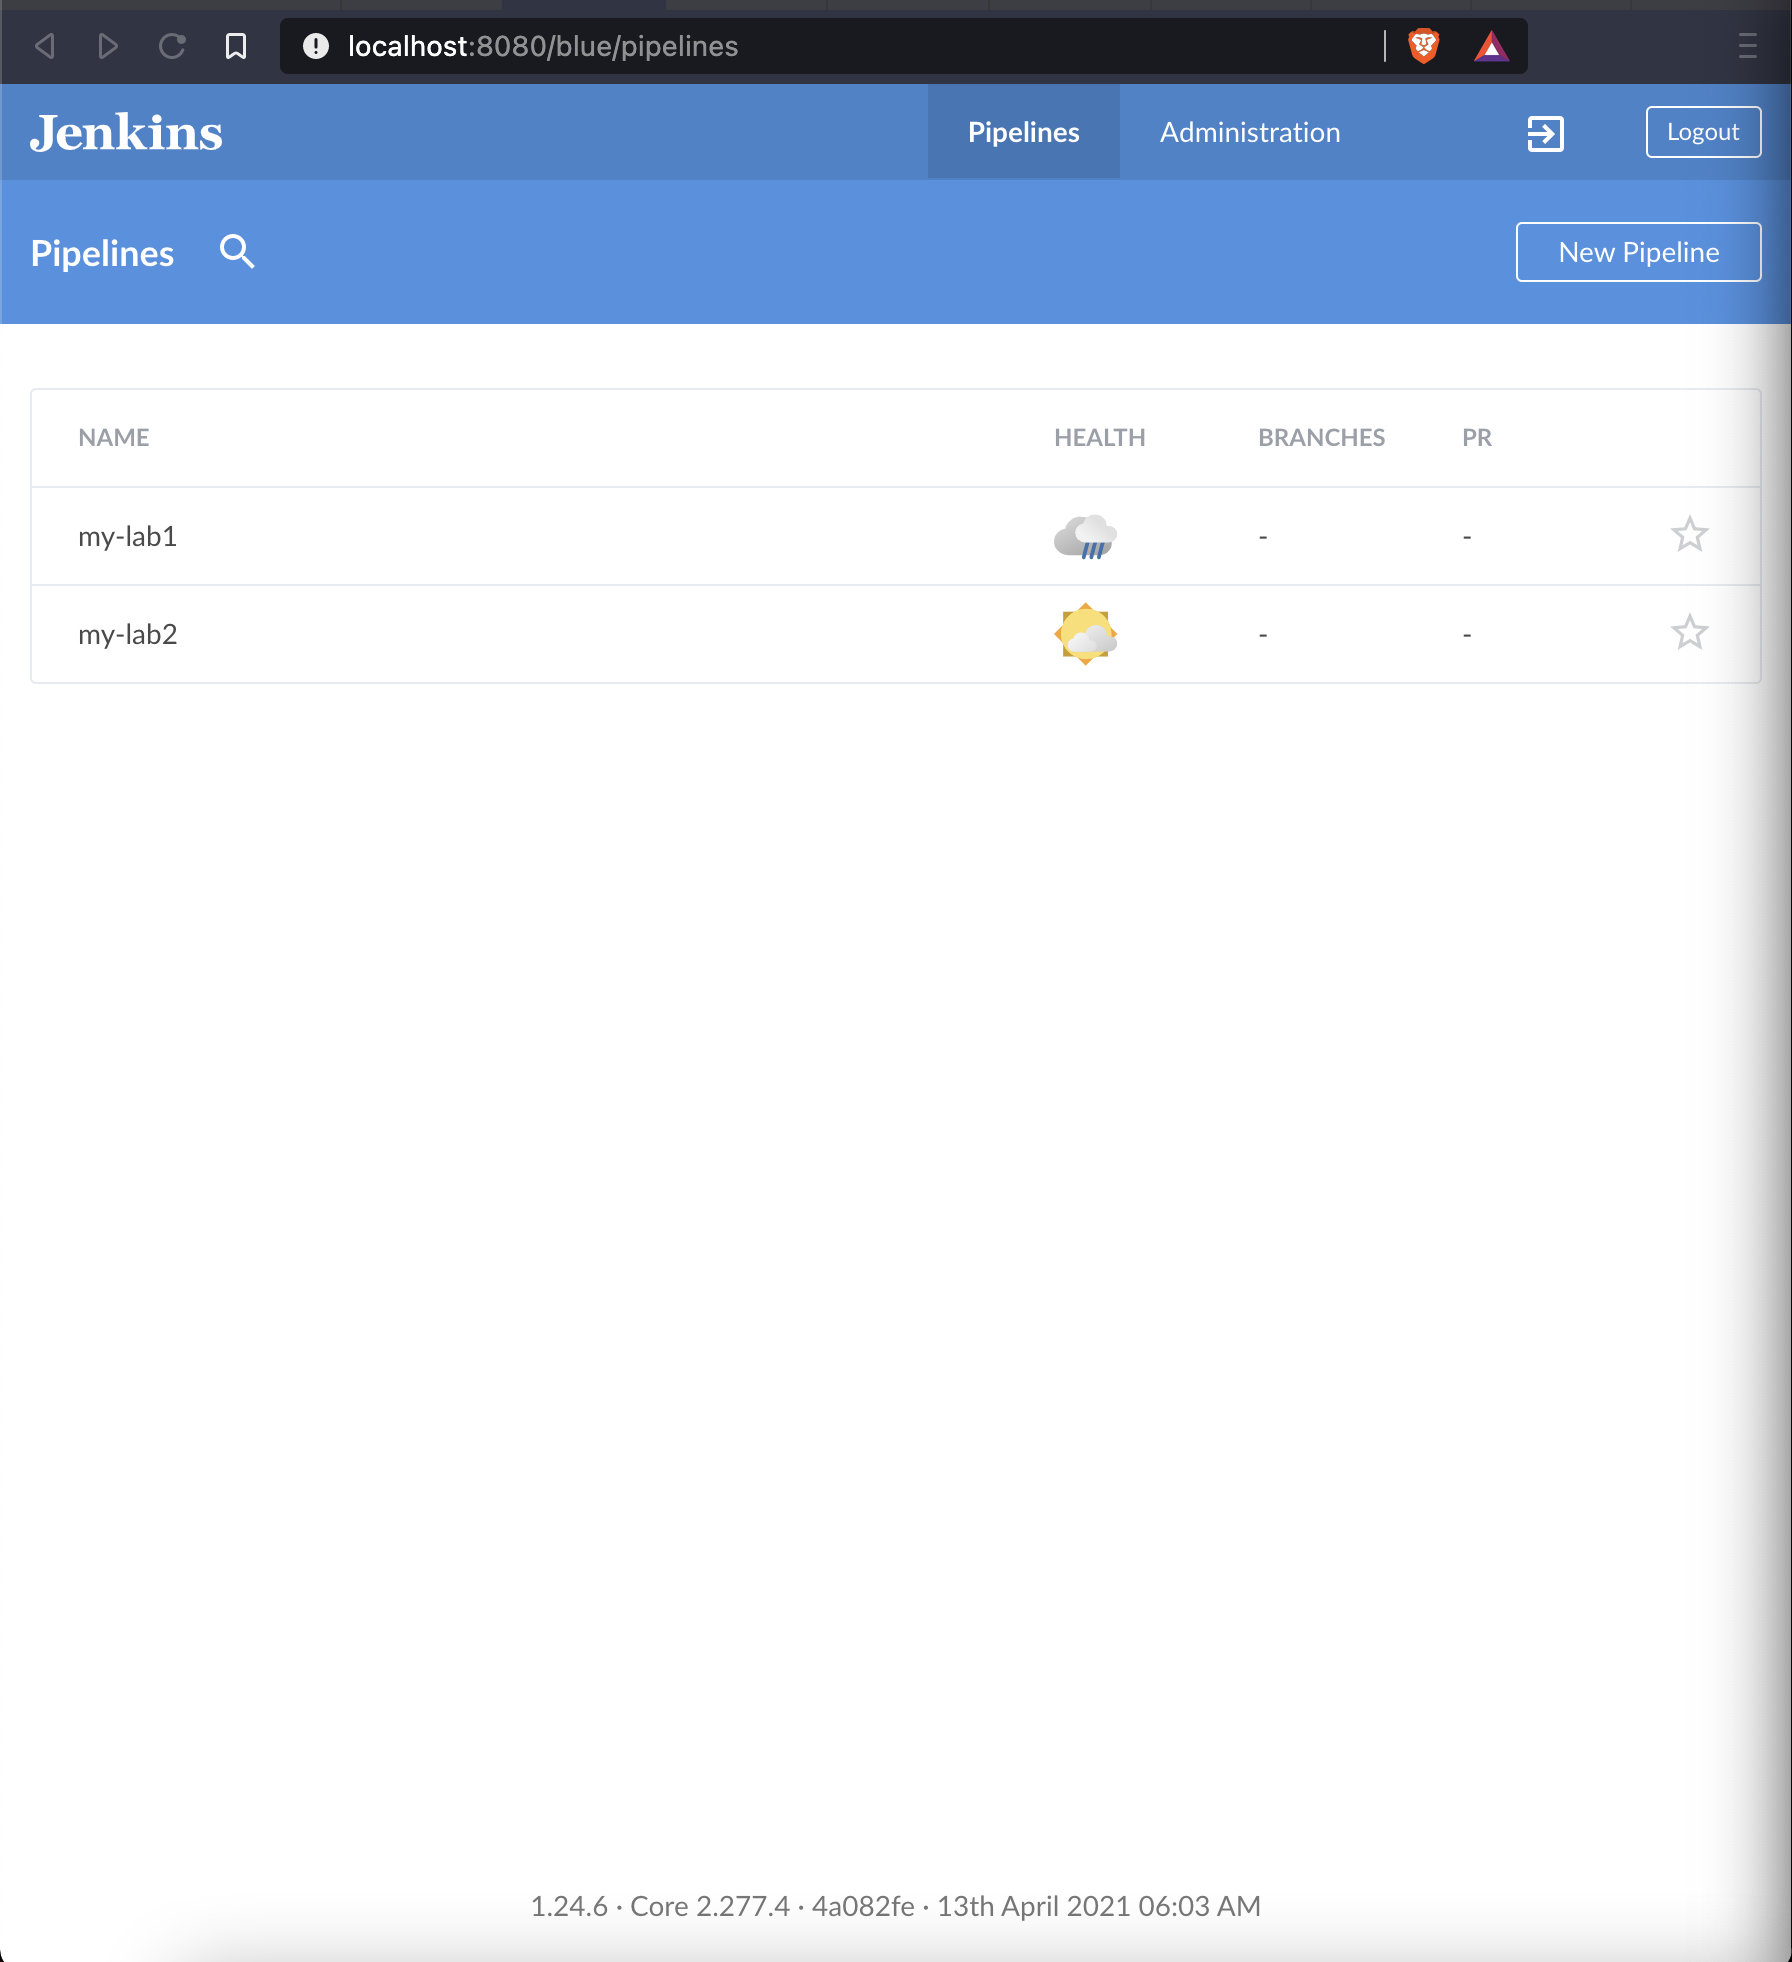 localhost:8080/blue/pipelines
Jenkins
Pipelines
Administration
Logout
Pipelines
New Pipeline
NAME HEALTH BRANCHES PR
my-lab1 - -
my-lab2 - -
1.24.6 · Core 2.277.4 · 4a082fe · 13th April 2021 06:03 AM